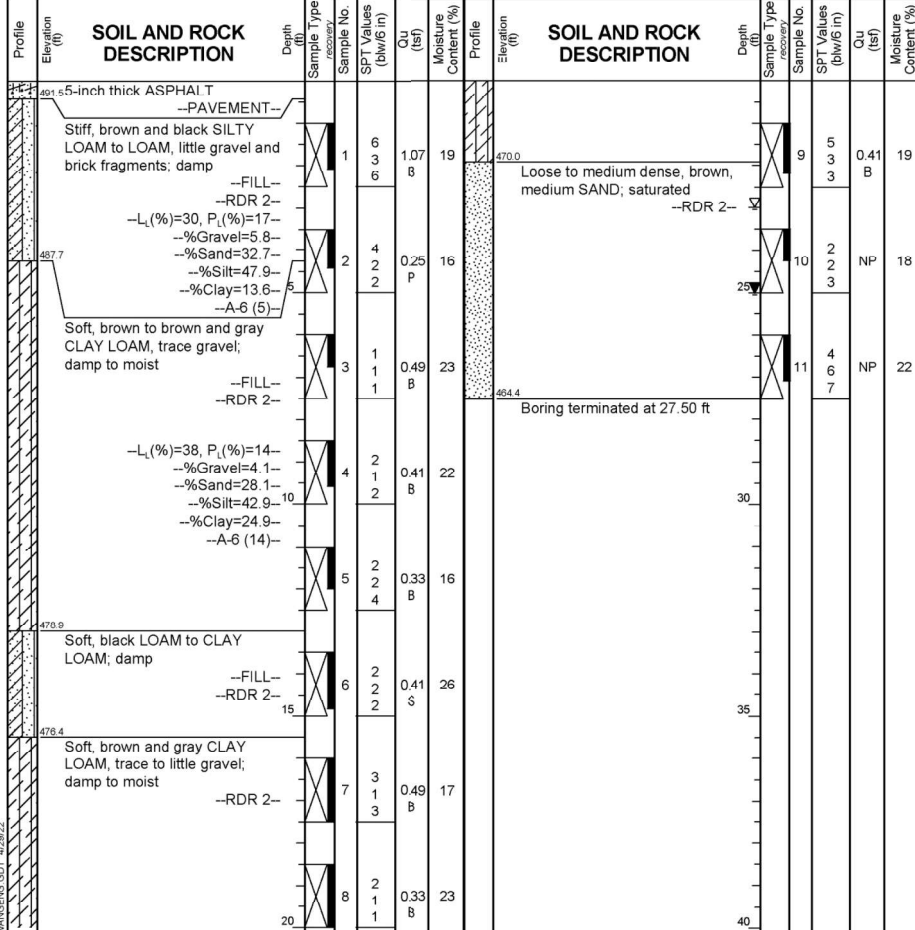 Profile
Elevation (ft)
SOIL AND ROCK
DESCRIPTION
Depth (ft)
Sample Type
recovery
Sample No.
SPT Values
(blw/6 in)
Qu
(tsf)
Moisture
Content (%)
491.5 5-inch thick ASPHALT
--PAVEMENT--
Stiff, brown and black SILTY
LOAM to LOAM, little gravel and
brick fragments; damp
--FILL--
--RDR 2--
--LL(%)=30, PL(%)=17--
--%Gravel=5.8--
--%Sand=32.7--
--%Silt=47.9--
--%Clay=13.6--
--A-6 (5)--
1
6
3
6
1.07
B
19
487.7
2
4
2
2
0.25
P
16
5
Soft, brown to brown and gray
CLAY LOAM, trace gravel;
damp to moist
--FILL--
--RDR 2--
3
1
1
1
0.49
B
23
--LL(%)=38, PL(%)=14--
--%Gravel=4.1--
--%Sand=28.1--
--%Silt=42.9--
--%Clay=24.9--
--A-6 (14)--
10
4
2
1
2
0.41
B
22
5
2
2
4
0.33
B
16
478.9
Soft, black LOAM to CLAY
LOAM; damp
--FILL--
--RDR 2--
15
6
2
2
2
0.41
S
26
476.4
Soft, brown and gray CLAY
LOAM, trace to little gravel;
damp to moist
--RDR 2--
7
3
1
3
0.49
B
17
20
8
2
1
1
0.33
B
23
WANGENG.GDT 4/29/22
Profile
Elevation (ft)
SOIL AND ROCK
DESCRIPTION
Depth (ft)
Sample Type
recovery
Sample No.
SPT Values
(blw/6 in)
Qu
(tsf)
Moisture
Content (%)
9
5
3
3
0.41
B
19
470.0
Loose to medium dense, brown,
medium SAND; saturated
--RDR 2--
10
2
2
3
NP
18
25
11
4
6
7
NP
22
464.4
Boring terminated at 27.50 ft
30
35
40